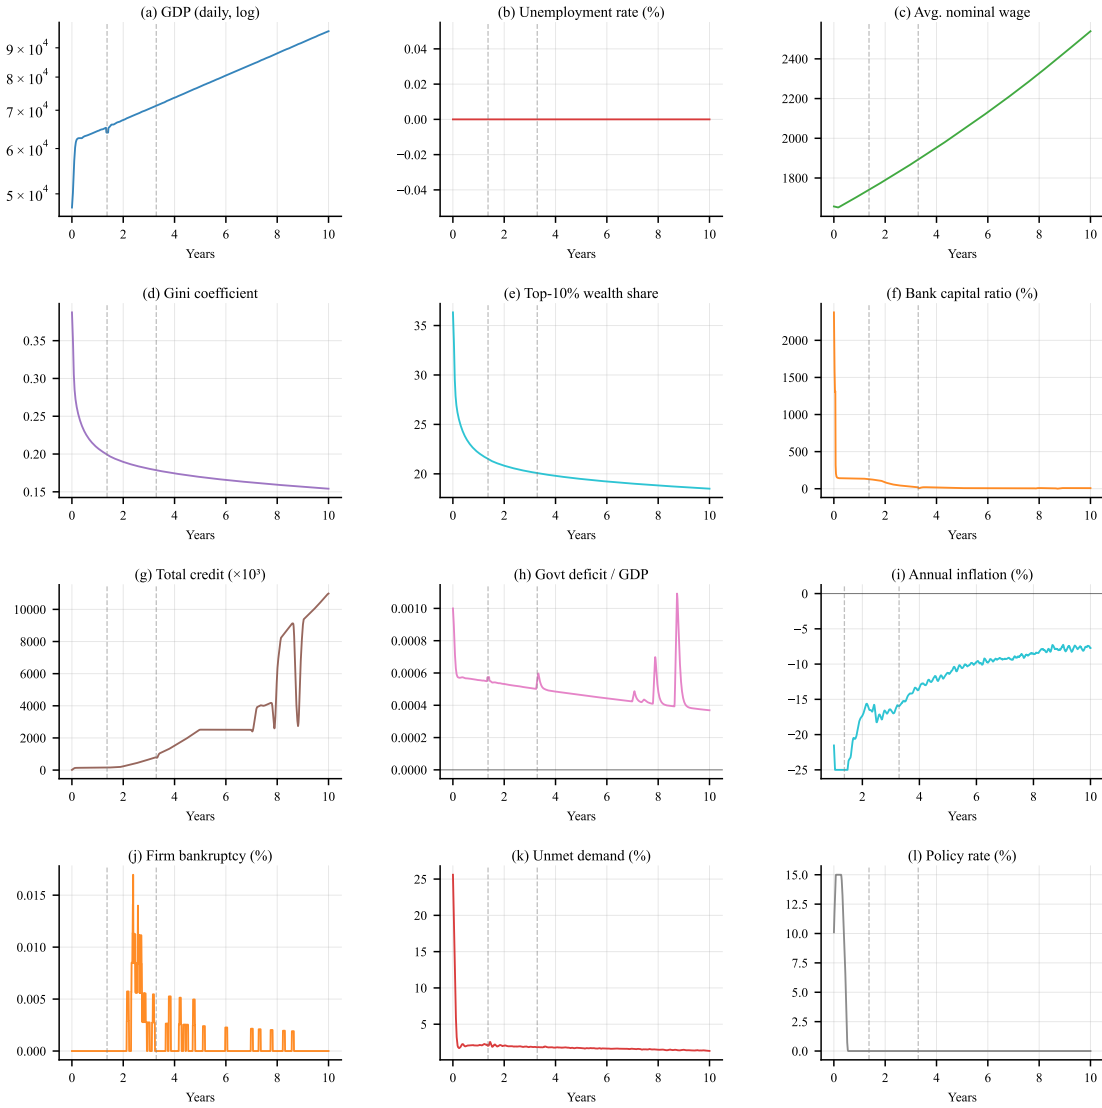 (a) GDP (daily, log)
9 × 10⁴
8 × 10⁴
7 × 10⁴
6 × 10⁴
5 × 10⁴
0 2 4 6 8 10
Years
(b) Unemployment rate (%)
0.04
0.02
0.00
−0.02
−0.04
0 2 4 6 8 10
Years
(c) Avg. nominal wage
2400
2200
2000
1800
0 2 4 6 8 10
Years
(d) Gini coefficient
0.35
0.30
0.25
0.20
0.15
0 2 4 6 8 10
Years
(e) Top-10% wealth share
35
30
25
20
0 2 4 6 8 10
Years
(f) Bank capital ratio (%)
2000
1500
1000
500
0
0 2 4 6 8 10
Years
(g) Total credit (×10³)
10000
8000
6000
4000
2000
0
0 2 4 6 8 10
Years
(h) Govt deficit / GDP
0.0010
0.0008
0.0006
0.0004
0.0002
0.0000
0 2 4 6 8 10
Years
(i) Annual inflation (%)
0
−5
−10
−15
−20
−25
2 4 6 8 10
Years
(j) Firm bankruptcy (%)
0.015
0.010
0.005
0.000
0 2 4 6 8 10
Years
(k) Unmet demand (%)
25
20
15
10
5
0 2 4 6 8 10
Years
(l) Policy rate (%)
15.0
12.5
10.0
7.5
5.0
2.5
0.0
0 2 4 6 8 10
Years